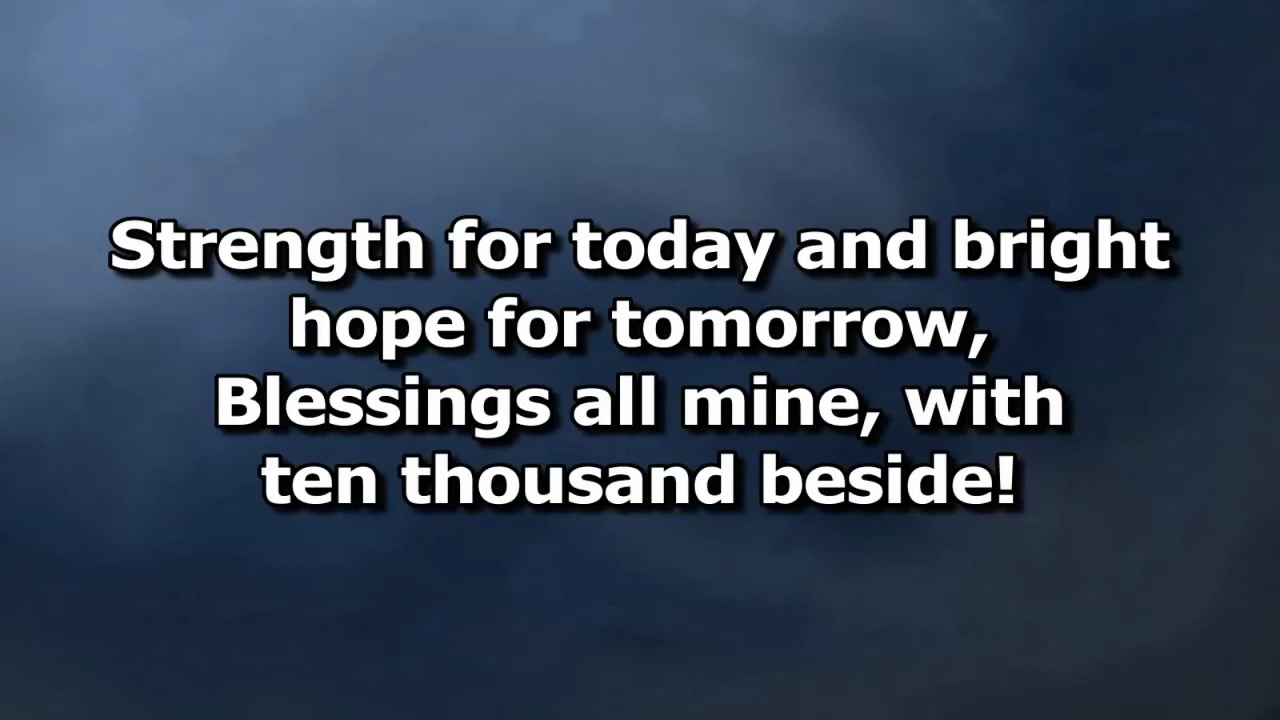 Strength for today and bright
hope for tomorrow,
Blessings all mine, with
ten thousand beside!